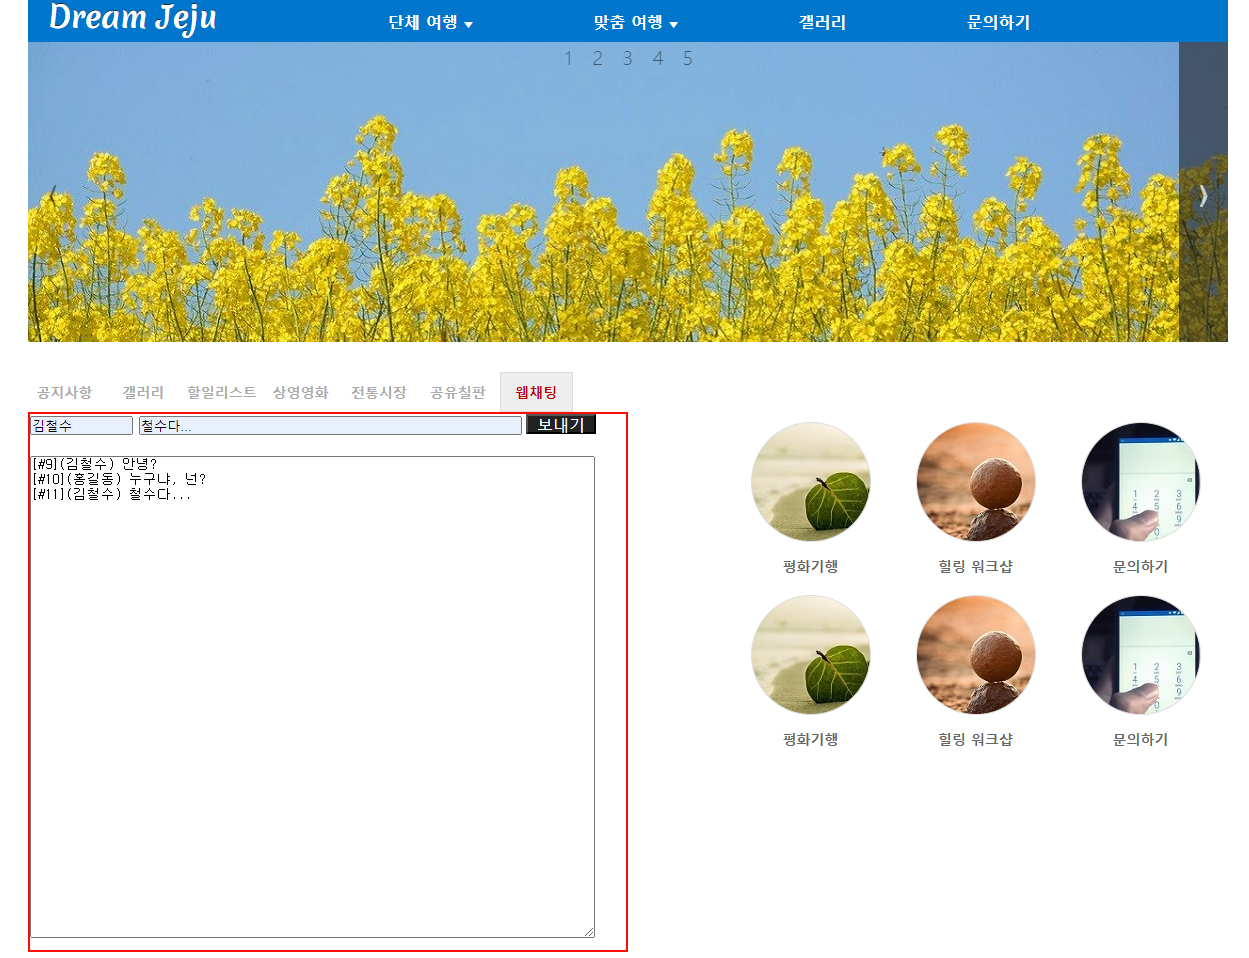 Dream Jeju
단체 여행 맞춤 여행 갤러리 문의하기
1 2 3 4 5
공지사항 갤러리 할일리스트 상영영화 전통시장 공유칠판 웹채팅
김철수 철수다... 보내기
[#9](김철수) 안녕?
[#10](홍길동) 누구냐, 넌?
[#11](김철수) 철수다...
평화기행 힐링 워크샵 문의하기
평화기행 힐링 워크샵 문의하기